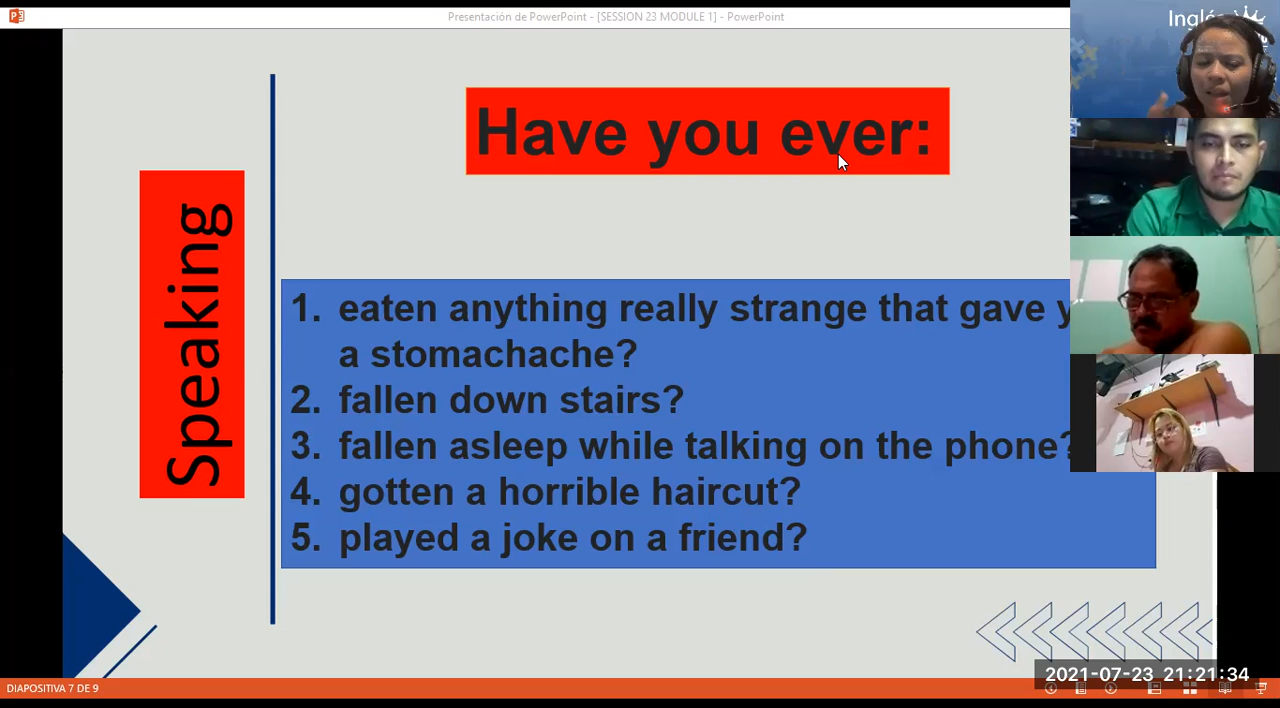 Presentación de PowerPoint - [SESSION 23 MODULE 1] - PowerPoint
Have you ever:
Speaking
1. eaten anything really strange that gave
a stomachache?
2. fallen down stairs?
3. fallen asleep while talking on the phone?
4. gotten a horrible haircut?
5. played a joke on a friend?
2021-07-23 21:21:34
DIAPOSITIVA 7 DE 9